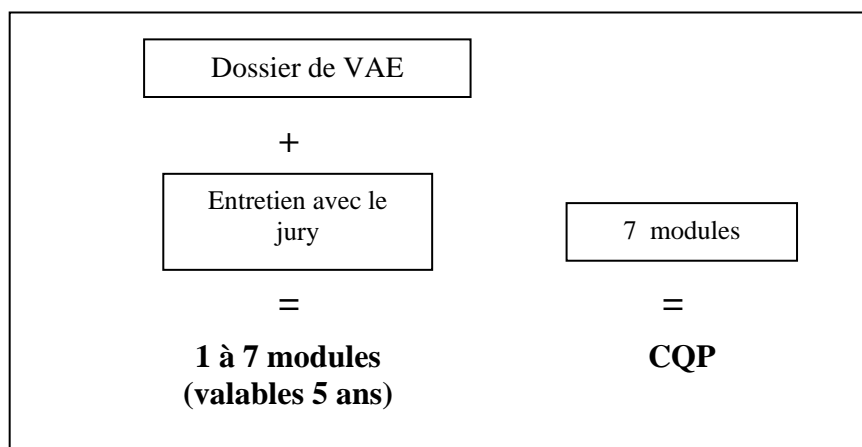 Dossier de VAE
+
Entretien avec le
jury
=
1 à 7 modules
(valables 5 ans)
7 modules
=
CQP